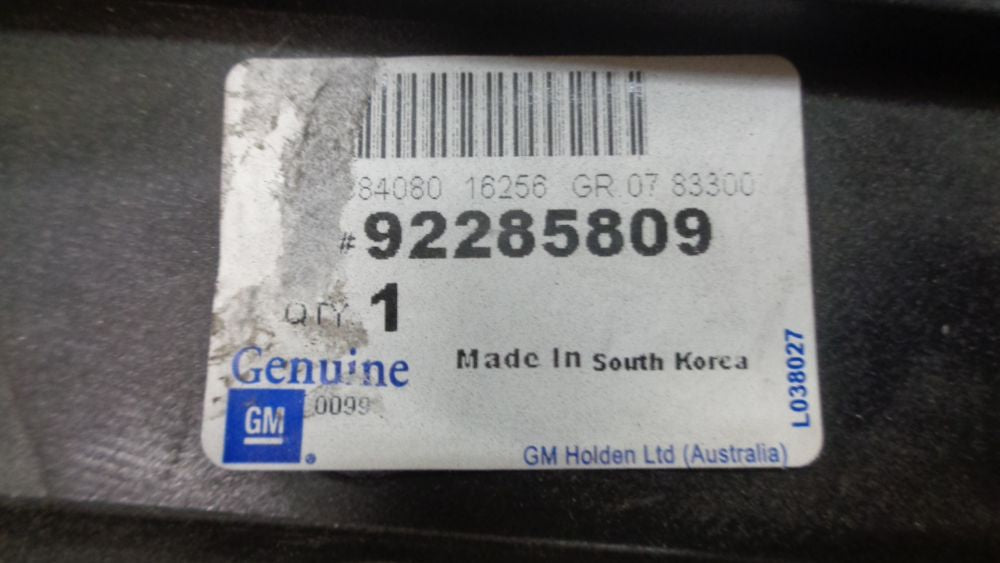 84080 16256 GR.07 83300
# 92285809
QTY 1
Genuine
Made In South Korea
0099
GM
GM Holden Ltd (Australia)
L038027